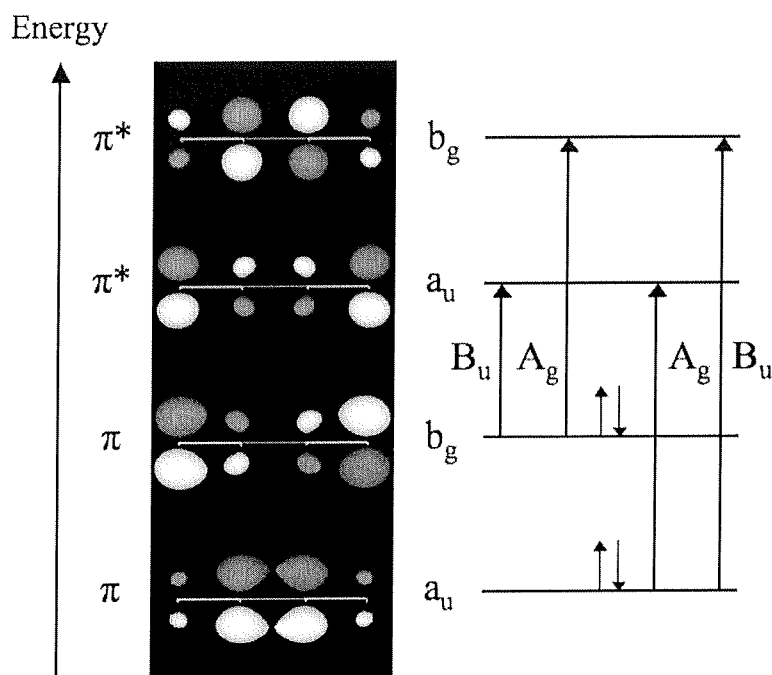 Energy
π*
π*
π
π
b_g
a_u
B_u A_g A_g B_u
b_g
a_u